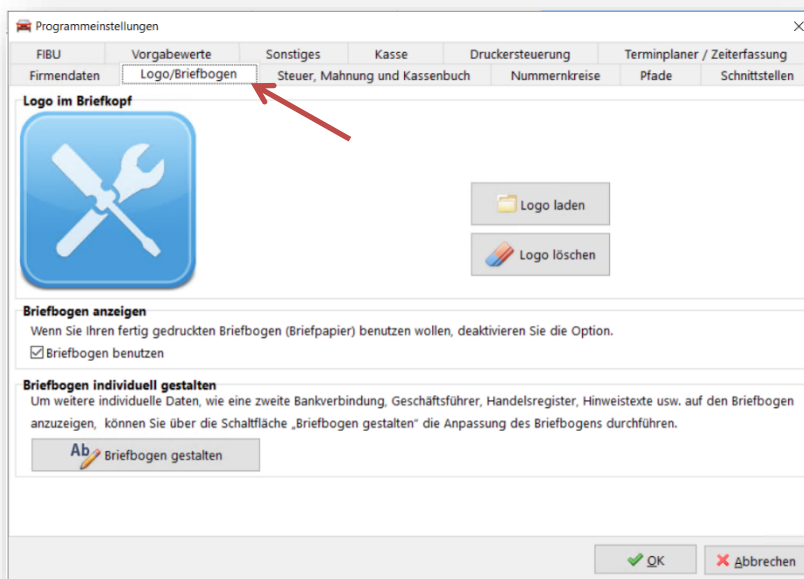 Programmeinstellungen
FIBU Vorgabewerte Sonstiges Kasse Druckersteuerung Terminplaner / Zeiterfassung
Firmendaten Logo/Briefbogen Steuer, Mahnung und Kassenbuch Nummernkreise Pfade Schnittstellen
Logo im Briefkopf
Logo laden
Logo löschen
Briefbogen anzeigen
Wenn Sie Ihren fertig gedruckten Briefbogen (Briefpapier) benutzen wollen, deaktivieren Sie die Option.
Briefbogen benutzen
Briefbogen individuell gestalten
Um weitere individuelle Daten, wie eine zweite Bankverbindung, Geschäftsführer, Handelsregister, Hinweistexte usw. auf den Briefbogen
anzuzeigen, können Sie über die Schaltfläche „Briefbogen gestalten" die Anpassung des Briefbogens durchführen.
Ab Briefbogen gestalten
OK Abbrechen